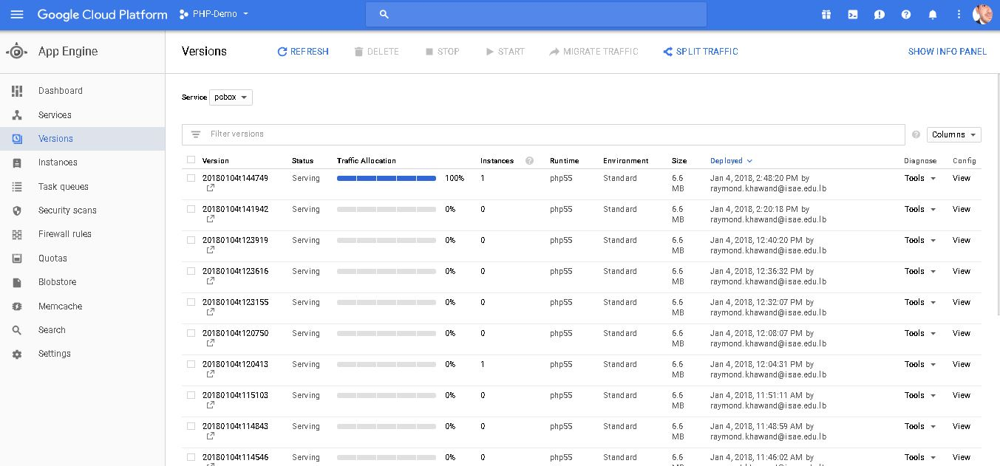 Google Cloud Platform PHP-Demo
App Engine
Versions REFRESH DELETE STOP START MIGRATE TRAFFIC SPLIT TRAFFIC SHOW INFO PANEL
Dashboard
Services
Versions
Instances
Task queues
Security scans
Firewall rules
Quotas
Blobstore
Memcache
Search
Settings
Service pcbox
Filter versions Columns
Version Status Traffic Allocation Instances Runtime Environment Size Deployed Diagnose Config
20180104t144749 Serving 100% 1 php55 Standard 6.6 Jan 4, 2018, 2:48:20 PM by Tools View
MB raymond.khawand@isae.edu.lb
20180104t141942 Serving 0% 0 php55 Standard 6.6 Jan 4, 2018, 2:20:18 PM by Tools View
MB raymond.khawand@isae.edu.lb
20180104t123919 Serving 0% 0 php55 Standard 6.6 Jan 4, 2018, 12:40:20 PM by Tools View
MB raymond.khawand@isae.edu.lb
20180104t123616 Serving 0% 0 php55 Standard 6.6 Jan 4, 2018, 12:36:32 PM by Tools View
MB raymond.khawand@isae.edu.lb
20180104t123155 Serving 0% 0 php55 Standard 6.6 Jan 4, 2018, 12:32:07 PM by Tools View
MB raymond.khawand@isae.edu.lb
20180104t120750 Serving 0% 0 php55 Standard 6.6 Jan 4, 2018, 12:08:07 PM by Tools View
MB raymond.khawand@isae.edu.lb
20180104t120413 Serving 0% 1 php55 Standard 6.6 Jan 4, 2018, 12:04:31 PM by Tools View
MB raymond.khawand@isae.edu.lb
20180104t115103 Serving 0% 0 php55 Standard 6.6 Jan 4, 2018, 11:51:11 AM by Tools View
MB raymond.khawand@isae.edu.lb
20180104t114843 Serving 0% 0 php55 Standard 6.6 Jan 4, 2018, 11:48:59 AM by Tools View
MB raymond.khawand@isae.edu.lb
20180104t114546 Serving 0% 0 php55 Standard 6.6 Jan 4, 2018, 11:46:02 AM by Tools View